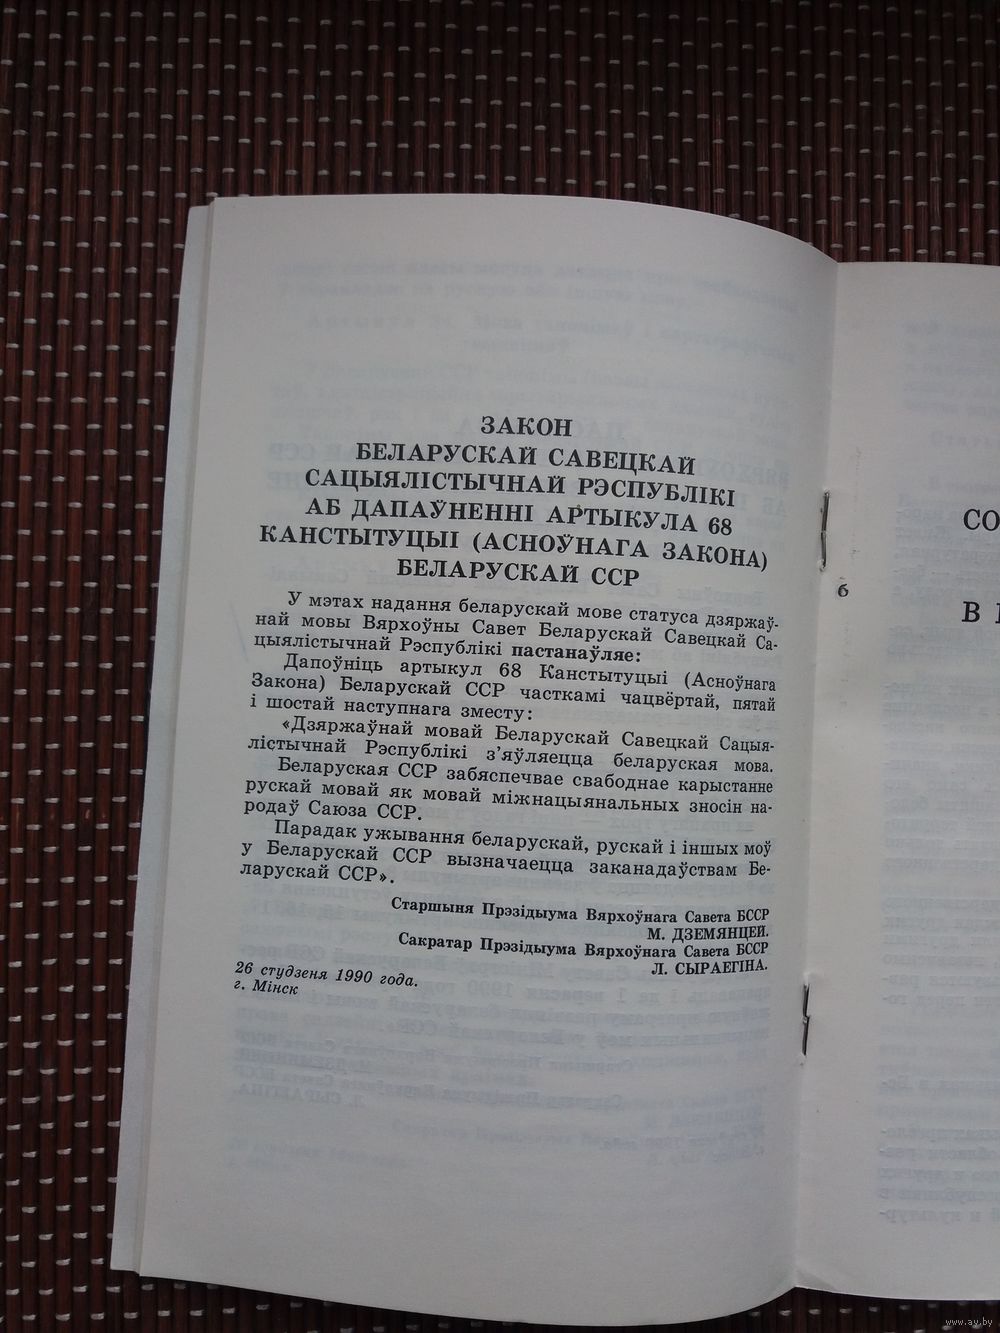 ЗАКОН
БЕЛАРУСКАЙ САВЕЦКАЙ
САЦЫЯЛІСТЫЧНАЙ РЭСПУБЛІКІ
АБ ДАПАЎНЕННІ АРТЫКУЛА 68
КАНСТЫТУЦЫІ (АСНОЎНАГА ЗАКОНА)
БЕЛАРУСКАЙ ССР
У мэтах надання беларускай мове статуса дзяржаў-
най мовы Вярхоўны Савет Беларускай Савецкай Са-
цыялістычнай Рэспублікі пастанаўляе:
Дапоўніць артыкул 68 Канстытуцыі (Асноўнага
Закона) Беларускай ССР часткамі чацвёртай, пятай
і шостай наступнага зместу:
«Дзяржаўнай мовай Беларускай Савецкай Сацыя-
лістычнай Рэспублікі з’яўляецца беларуская мова.
Беларуская ССР забяспечвае свабоднае карыстанне
рускай мовай як мовай міжнацыянальных зносін на-
родаў Саюза ССР.
Парадак ужывання беларускай, рускай і іншых моў
у Беларускай ССР вызначаецца заканадаўствам Бе-
ларускай ССР».
Старшыня Прэзідыума Вярхоўнага Савета БССР
М. ДЗЕМЯНЦЕЙ.
Сакратар Прэзідыума Вярхоўнага Савета БССР
Л. СЫРАЕГІНА.
26 студзеня 1990 года.
г. Мінск
6
СО
В
www.ay.by